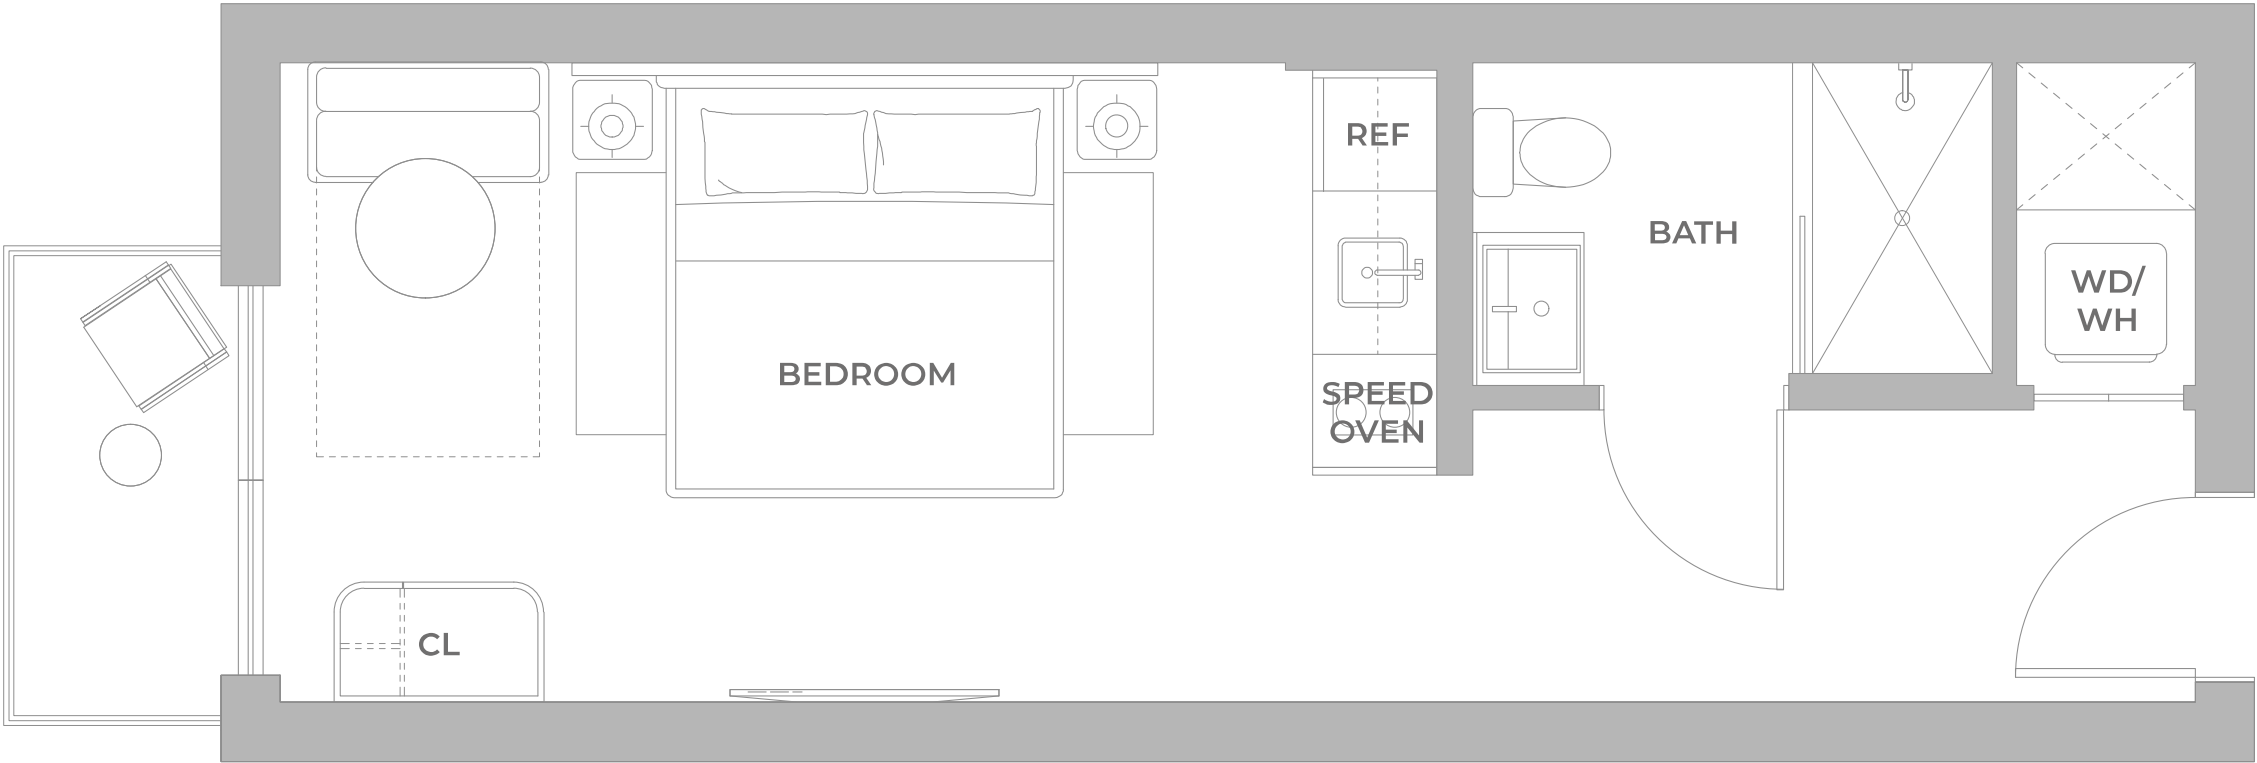 REF
BATH
WD/
WH
BEDROOM
SPEED
OVEN
CL